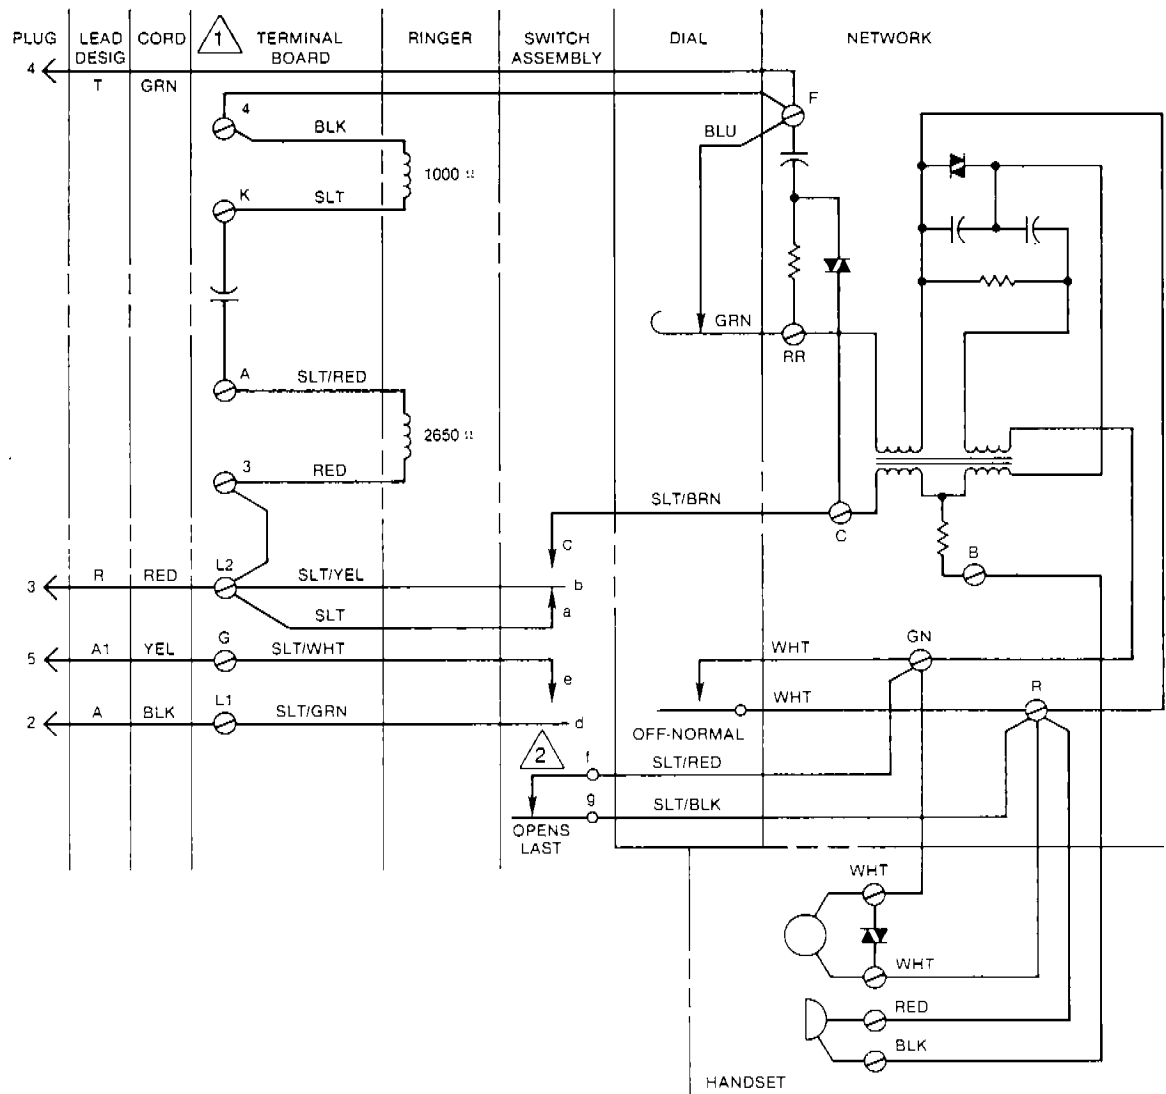 PLUG
LEAD DESIG
CORD
1
TERMINAL BOARD
RINGER
SWITCH ASSEMBLY
DIAL
NETWORK
4
T
GRN
4
BLK
1000 Ω
F
BLU
K
SLT
GRN
RR
A
SLT/RED
2650 Ω
3
RED
SLT/BRN
C
c
B
3
R
RED
L2
SLT/YEL
b
SLT
a
5
A1
YEL
G
SLT/WHT
e
WHT
GN
2
A
BLK
L1
SLT/GRN
d
WHT
R
OFF-NORMAL
2
f
SLT/RED
g
SLT/BLK
OPENS LAST
WHT
WHT
RED
BLK
HANDSET